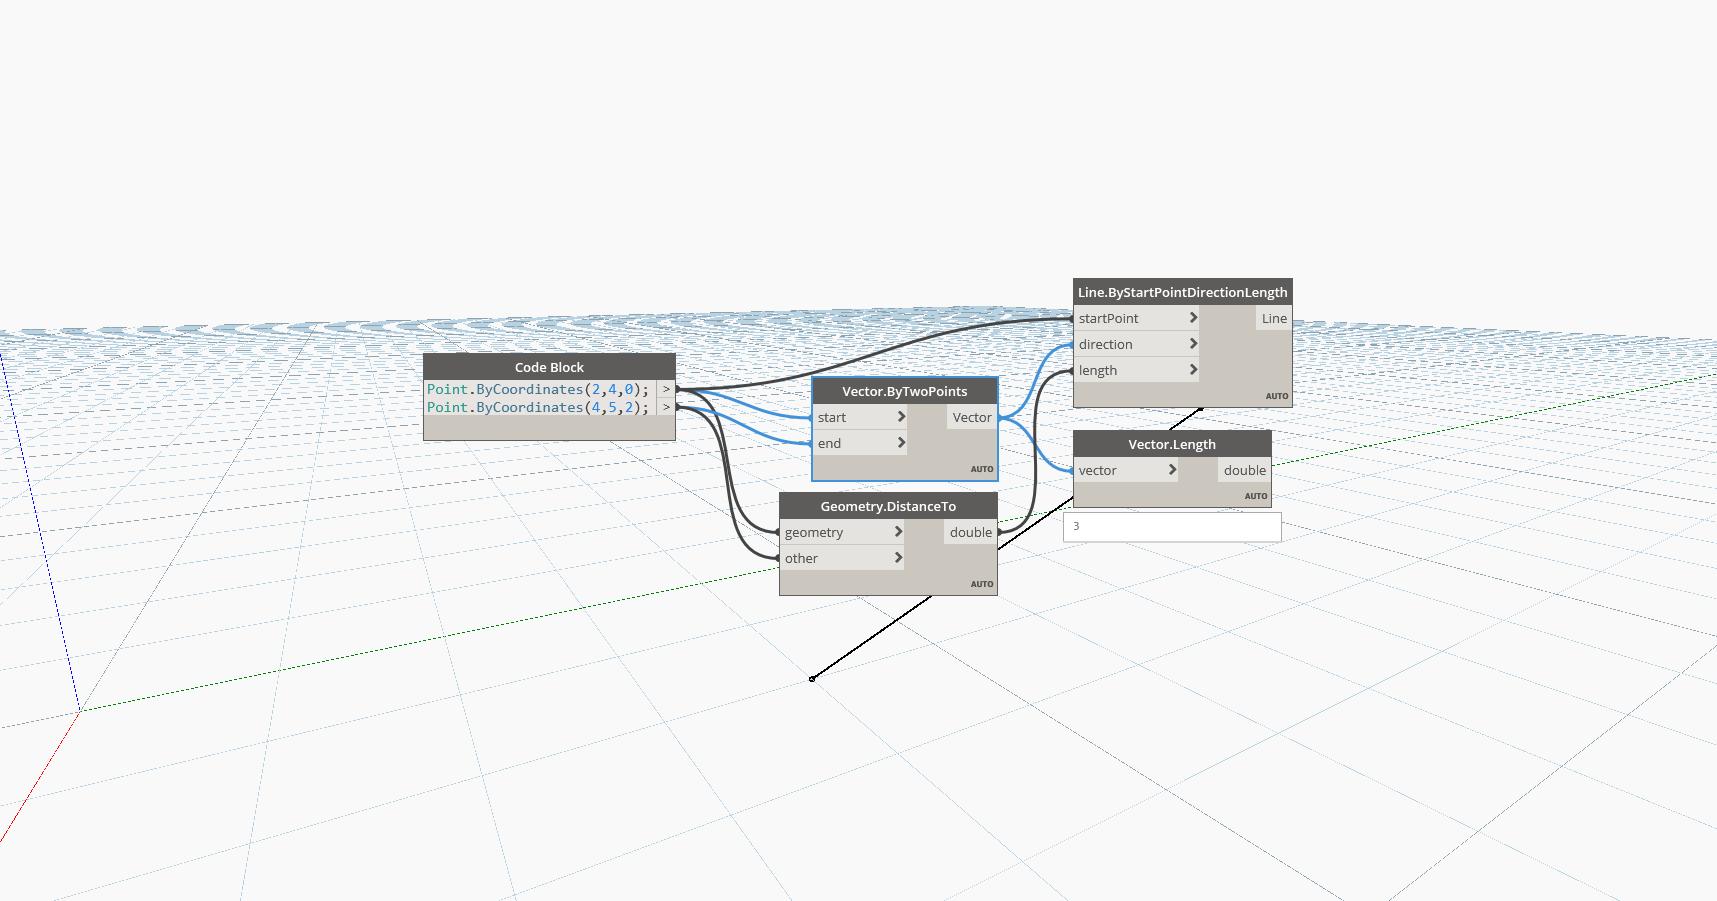 Code Block
Point.ByCoordinates(2,4,0); >
Point.ByCoordinates(4,5,2); >
Vector.ByTwoPoints
start > Vector
end >
AUTO
Geometry.DistanceTo
geometry > double
other >
AUTO
Line.ByStartPointDirectionLength
startPoint > Line
direction >
length >
AUTO
Vector.Length
vector > double
AUTO
3